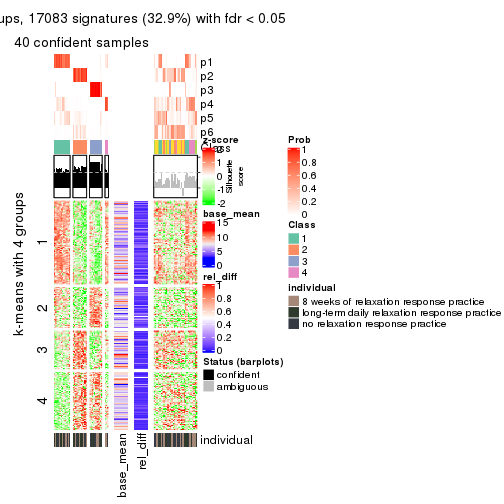 ups, 17083 signatures (32.9%) with fdr < 0.05
40 confident samples
p1
p2
p3
p4
p5
p6
Class
Silhouette score
k-means with 4 groups
1
2
3
4
individual
base_mean
rel_diff
z-score
2
1
0
-1
-2
base_mean
15
10
5
0
rel_diff
1
0.8
0.6
0.4
0.2
0
Status (barplots)
confident
ambiguous
Prob
1
0.8
0.6
0.4
0.2
0
Class
1
2
3
4
individual
8 weeks of relaxation response practice
long-term daily relaxation response practice
no relaxation response practice